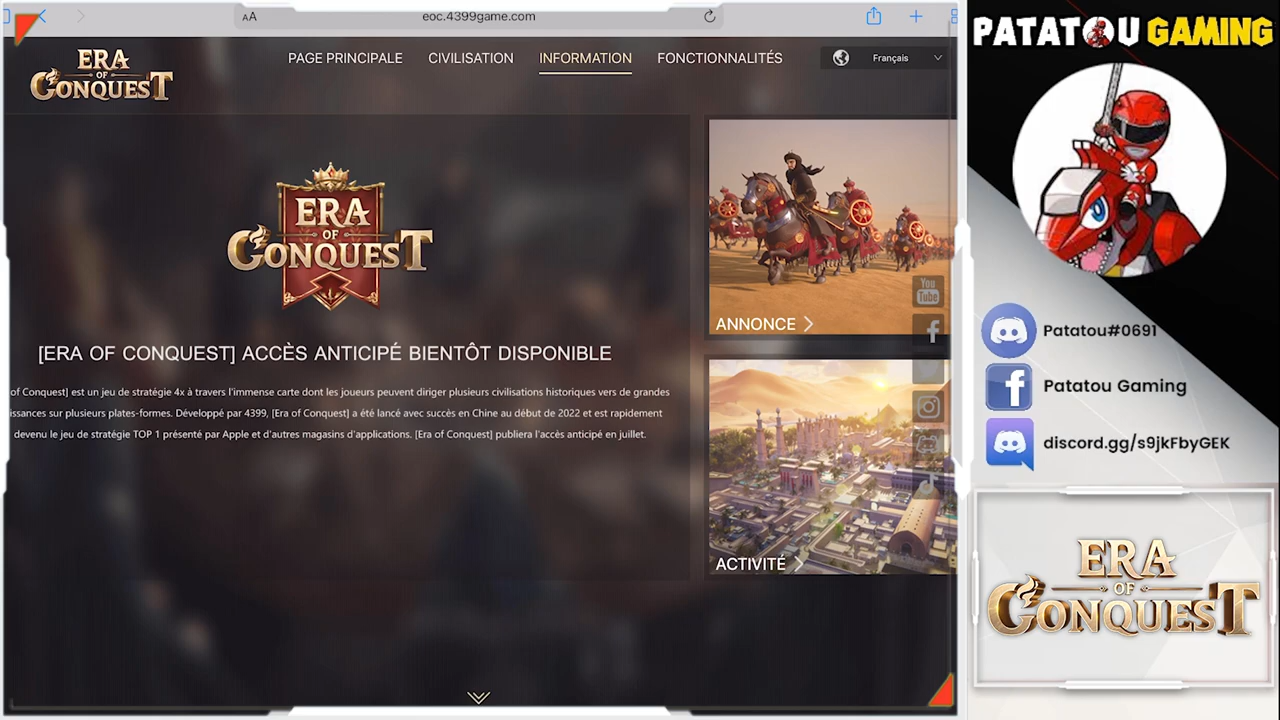 AA
eoc.4399game.com
PATATOU GAMING
ERA
OF
CONQUEST
PAGE PRINCIPALE
CIVILISATION
INFORMATION
FONCTIONNALITÉS
Français
ERA
OF
CONQUEST
[ERA OF CONQUEST] ACCÈS ANTICIPÉ BIENTÔT DISPONIBLE
of Conquest] est un jeu de stratégie 4x à travers l'immense carte dont les joueurs peuvent diriger plusieurs civilisations historiques vers de grandes
issances sur plusieurs plates-formes. Développé par 4399, [Era of Conquest] a été lancé avec succès en Chine au début de 2022 et est rapidement
devenu le jeu de stratégie TOP 1 présenté par Apple et d'autres magasins d'applications. [Era of Conquest] publiera l'accès anticipé en juillet.
You
Tube
ANNONCE
ACTIVITÉ
Patatou#0691
Patatou Gaming
discord.gg/s9jkFbyGEK
ERA
OF
CONQUEST